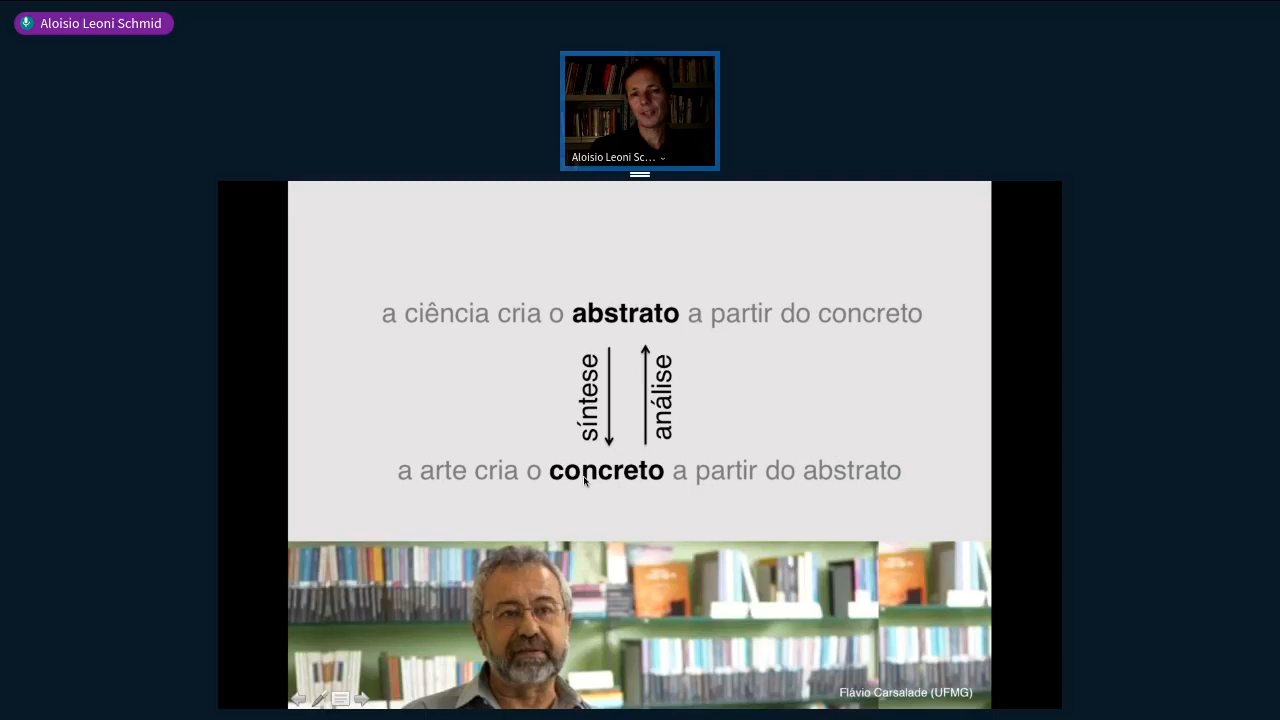 Aloisio Leoni Schmid
Aloisio Leoni Sc...
a ciência cria o abstrato a partir do concreto
síntese
análise
a arte cria o concreto a partir do abstrato
Flávio Carsalade (UFMG)